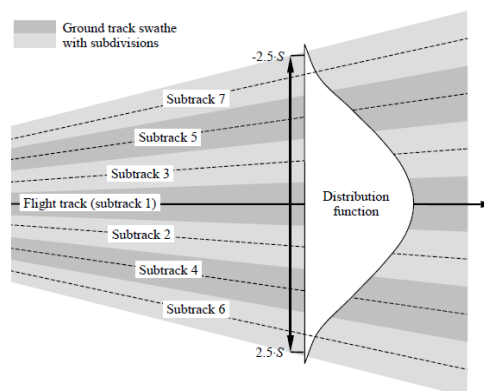 Ground track swathe
with subdivisions
-2.5·S
Subtrack 7
Subtrack 5
Subtrack 3
Flight track (subtrack 1)
Distribution
function
Subtrack 2
Subtrack 4
Subtrack 6
2.5·S